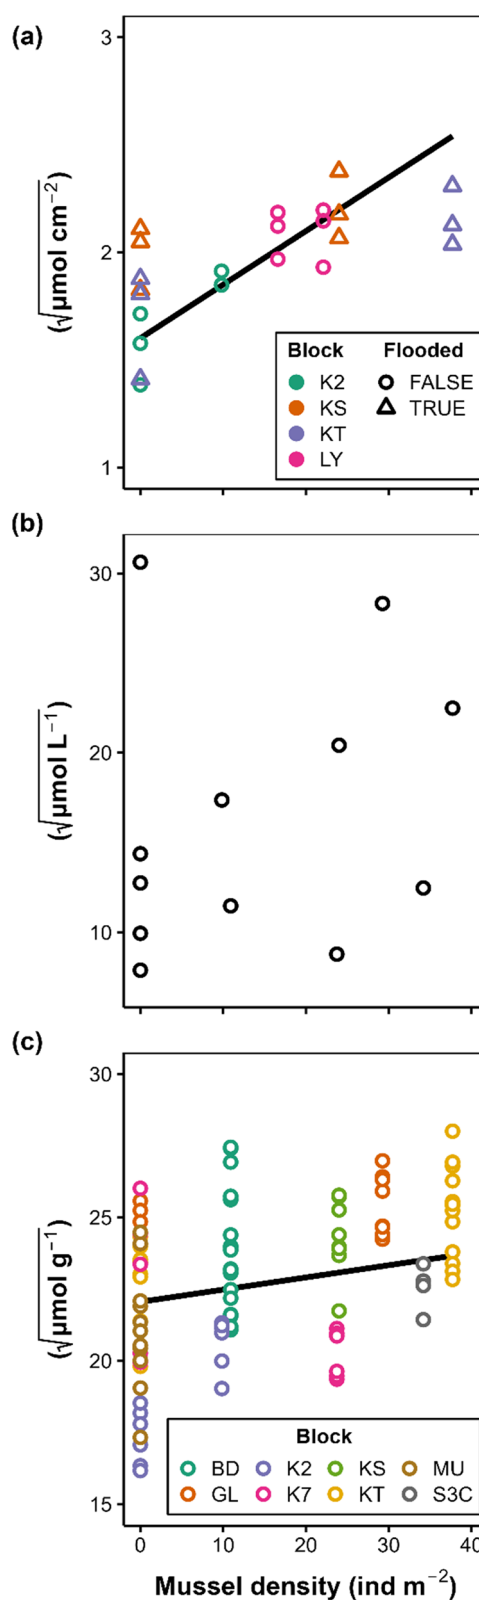 (a)
3
2
1
(√μmol cm⁻²)
Block Flooded
K2 FALSE
KS TRUE
KT
LY
(b)
30
20
10
(√μmol L⁻¹)
(c)
30
25
20
15
(√μmol g⁻¹)
Block
BD K2 KS MU
GL K7 KT S3C
0 10 20 30 40
Mussel density (ind m⁻²)